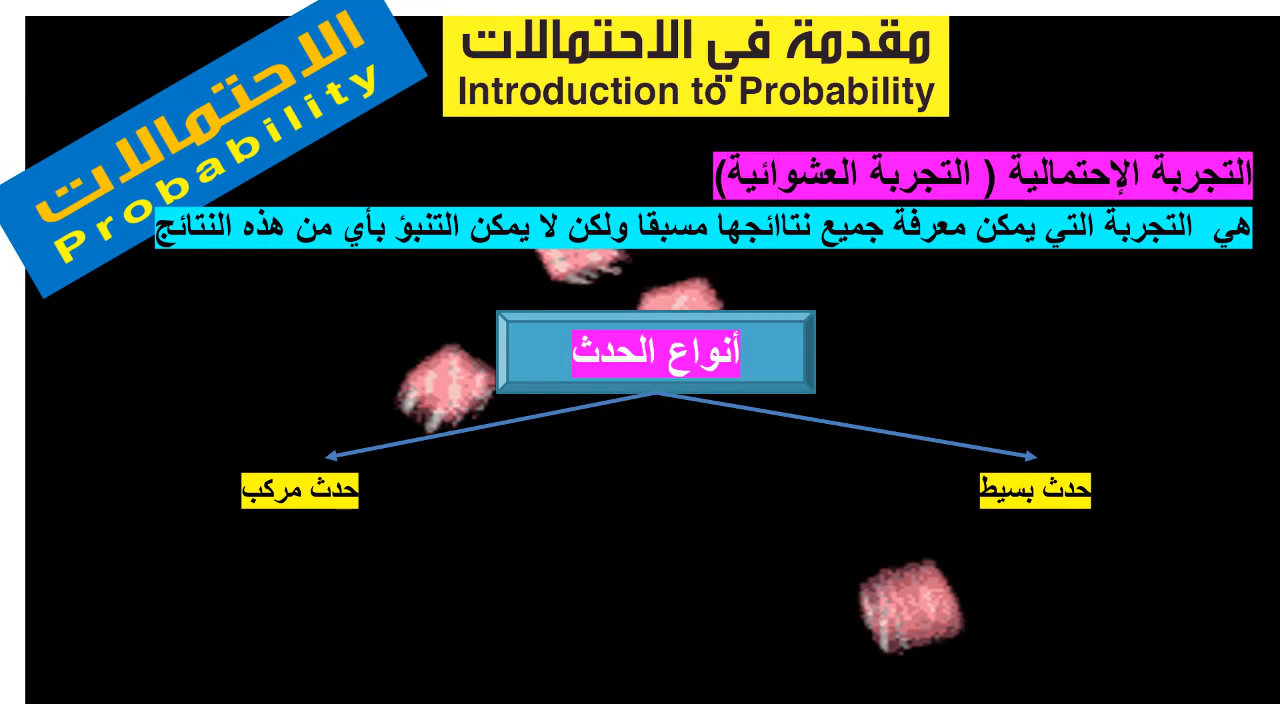 الاحتمالات
Probability
مقدمة في الاحتمالات
Introduction to Probability
التجربة الإحتمالية ( التجربة العشوائية)
هي التجربة التي يمكن معرفة جميع نتاائجها مسبقا ولكن لا يمكن التنبؤ بأي من هذه النتائج
أنواع الحدث
حدث بسيط
حدث مركب